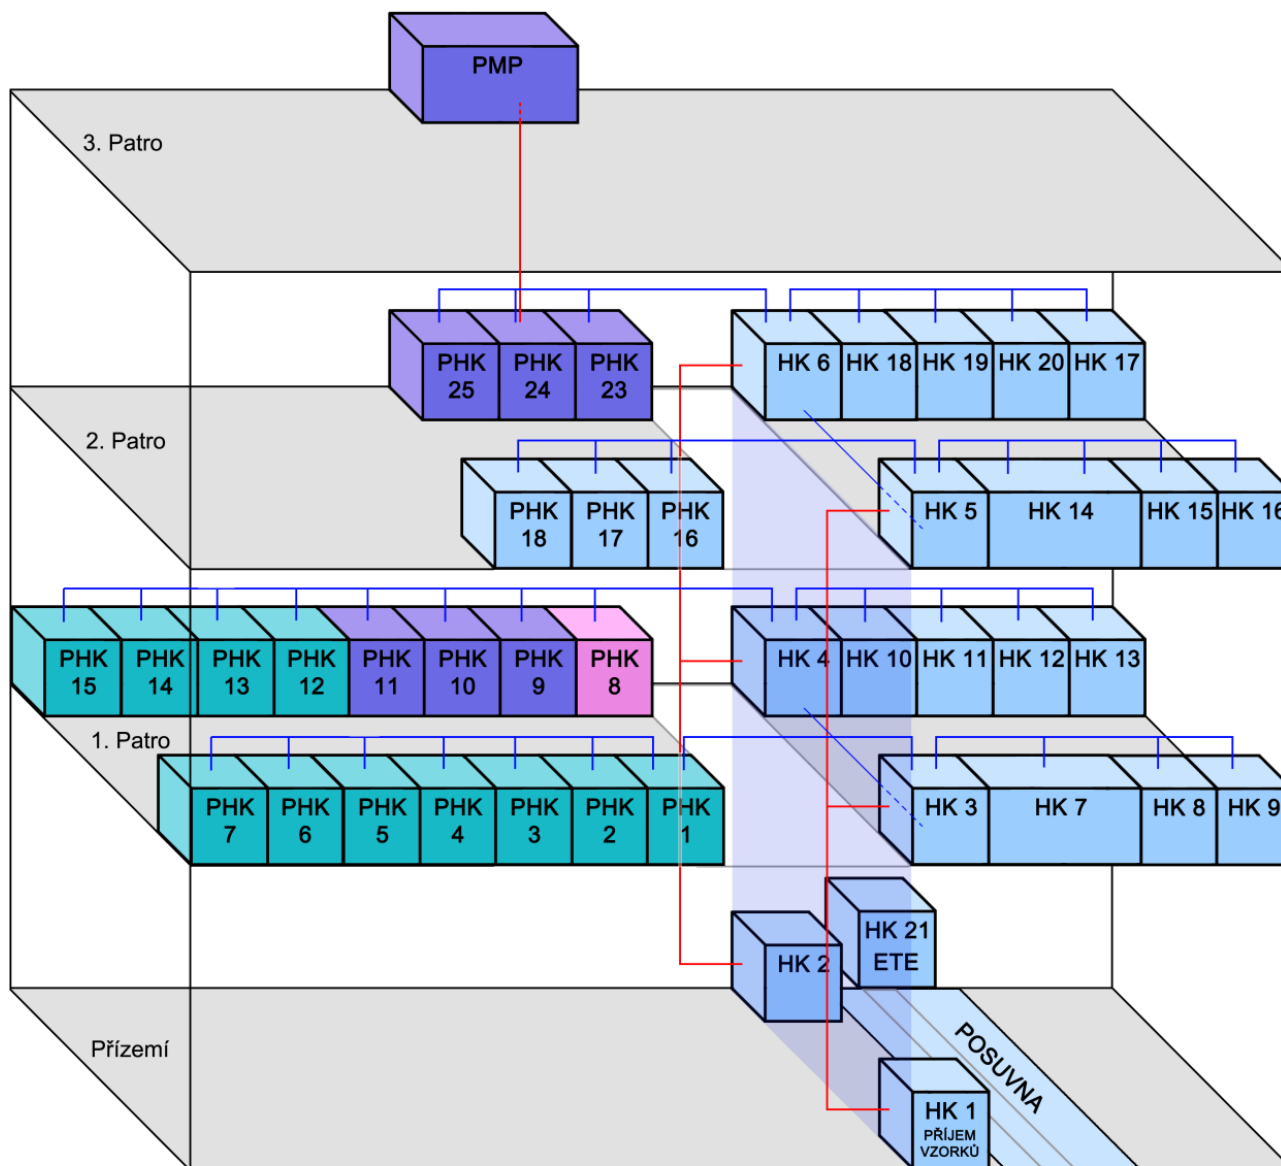 PMP
3. Patro
PHK
25
PHK
24
PHK
23
HK 6
HK 18
HK 19
HK 20
HK 17
2. Patro
PHK
18
PHK
17
PHK
16
HK 5
HK 14
HK 15
HK 16
PHK
15
PHK
14
PHK
13
PHK
12
PHK
11
PHK
10
PHK
9
PHK
8
HK 4
HK 10
HK 11
HK 12
HK 13
1. Patro
PHK
7
PHK
6
PHK
5
PHK
4
PHK
3
PHK
2
PHK
1
HK 3
HK 7
HK 8
HK 9
HK 21
ETE
HK 2
Přízemí
POSUVNA
HK 1
PŘÍJEM
VZORKŮ